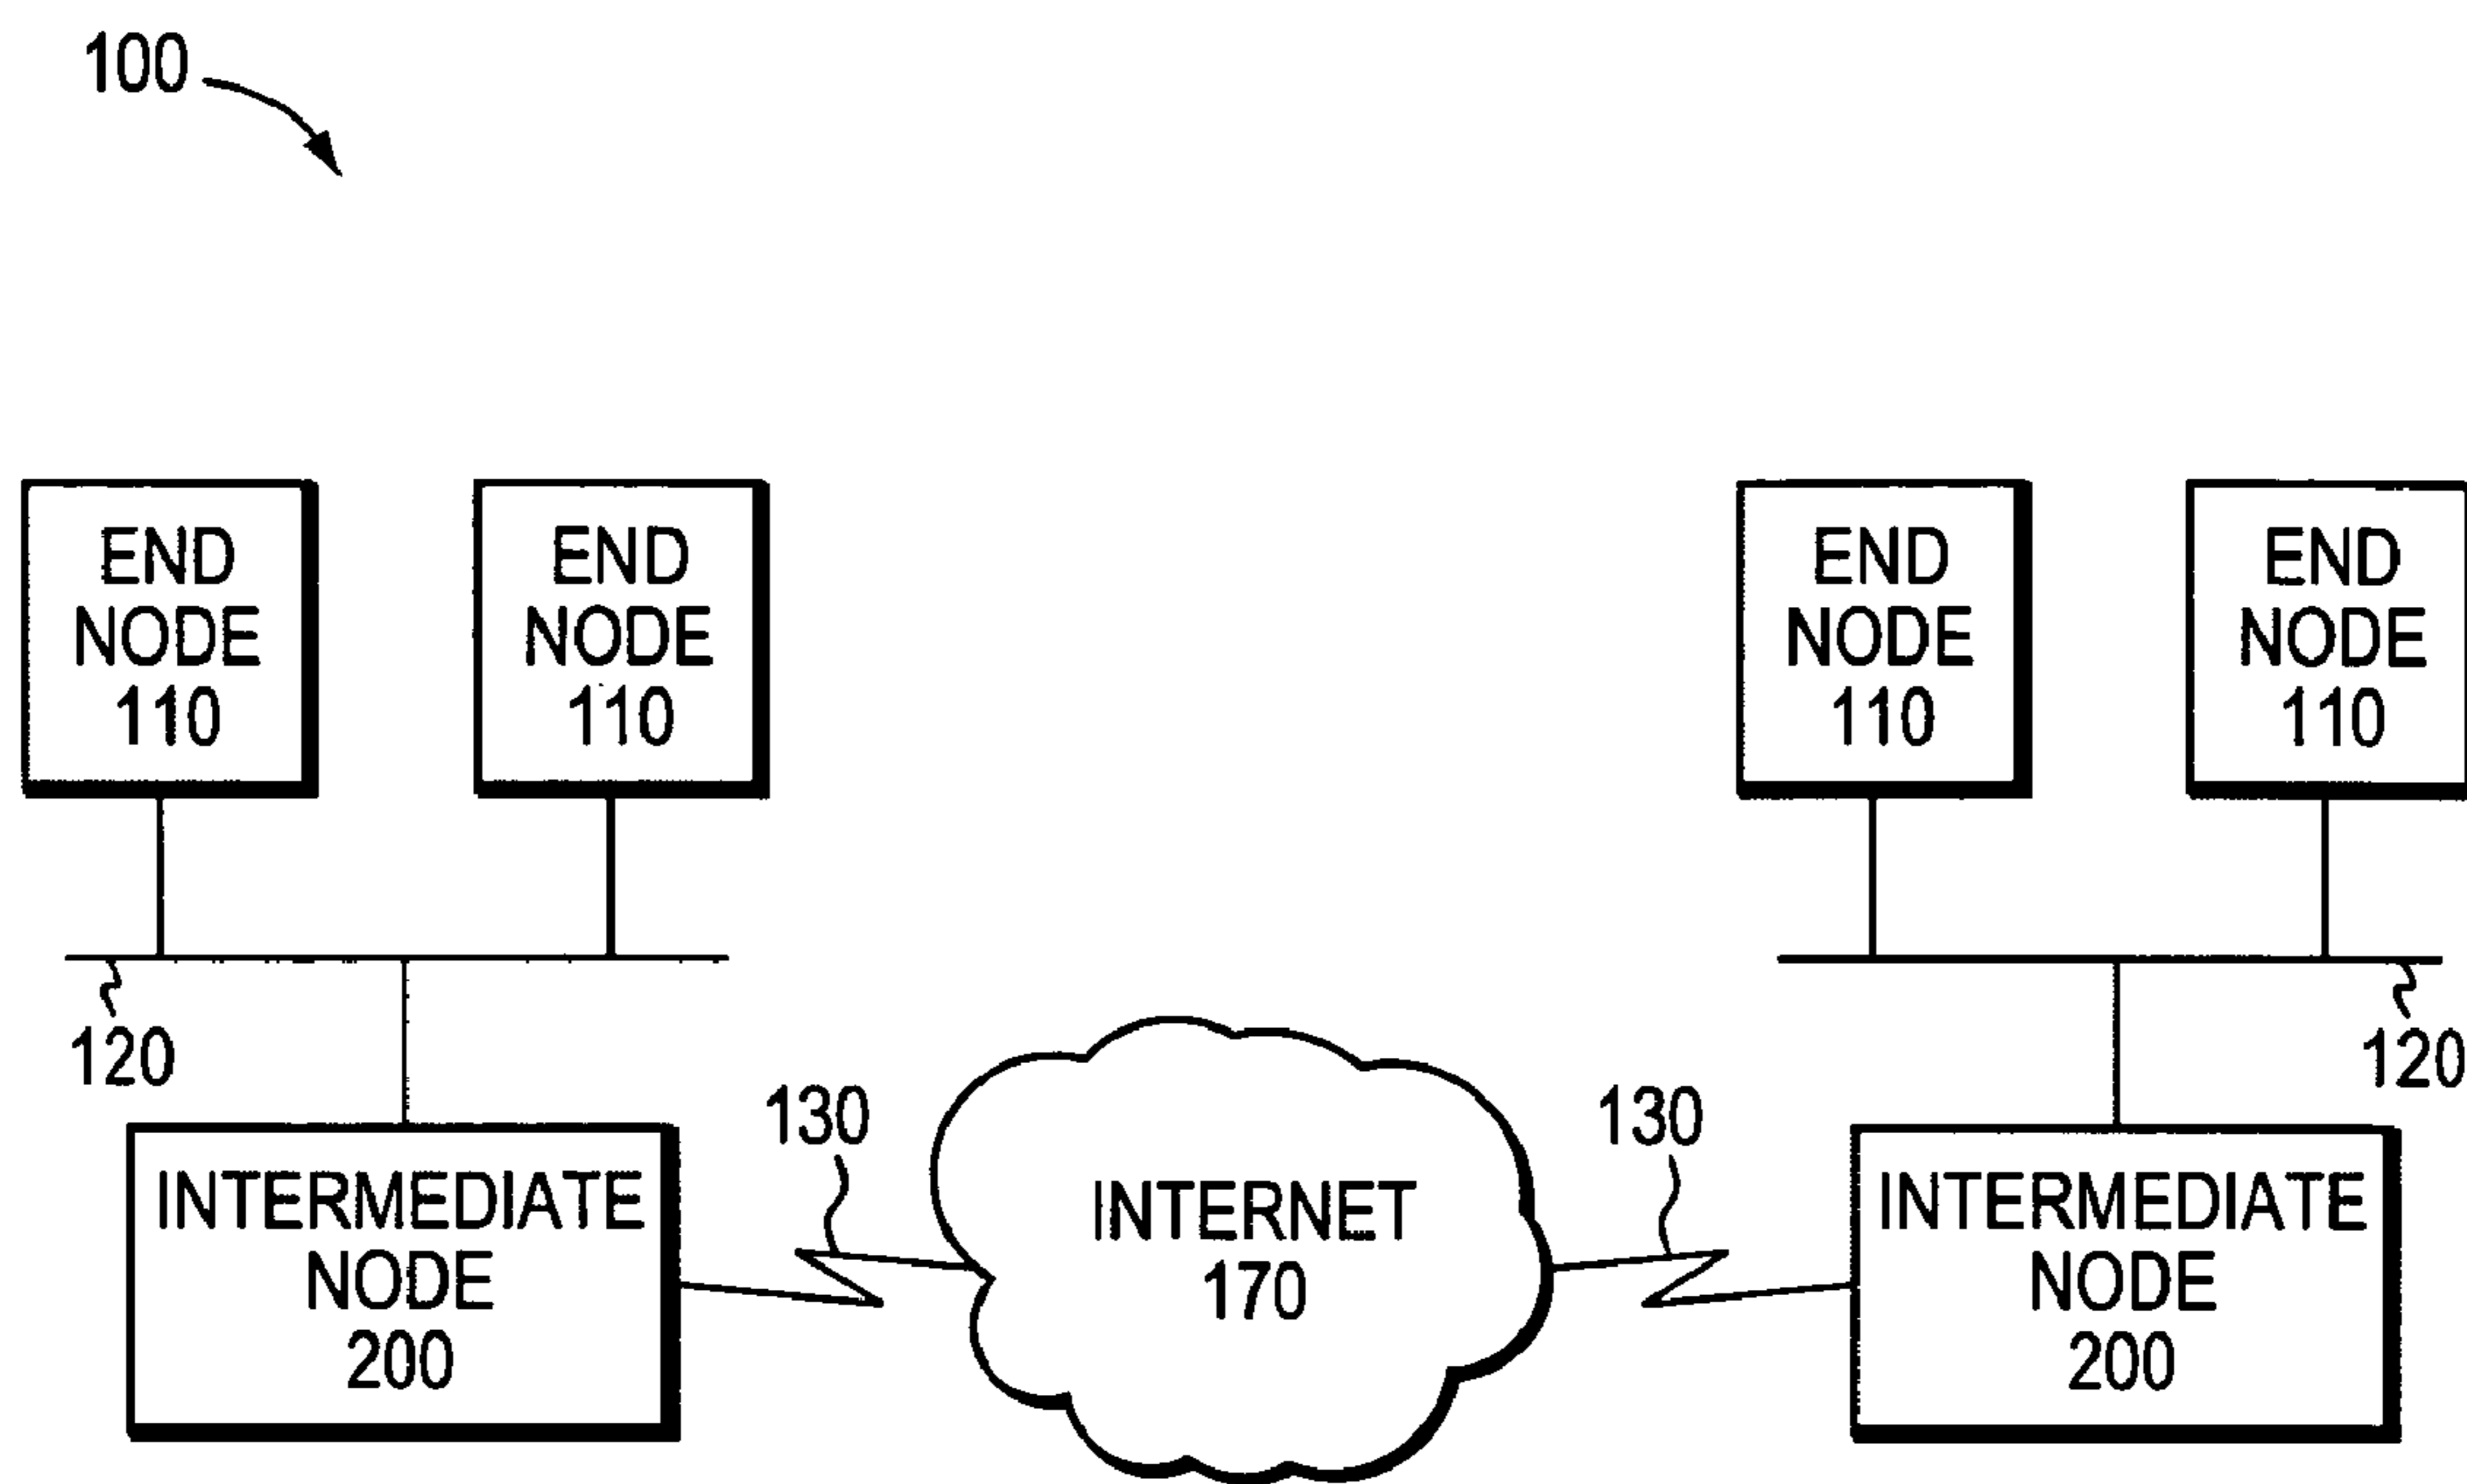 100
END
NODE
110
END
NODE
110
END
NODE
110
END
NODE
110
120
120
130
130
INTERMEDIATE
NODE
200
INTERNET
170
INTERMEDIATE
NODE
200